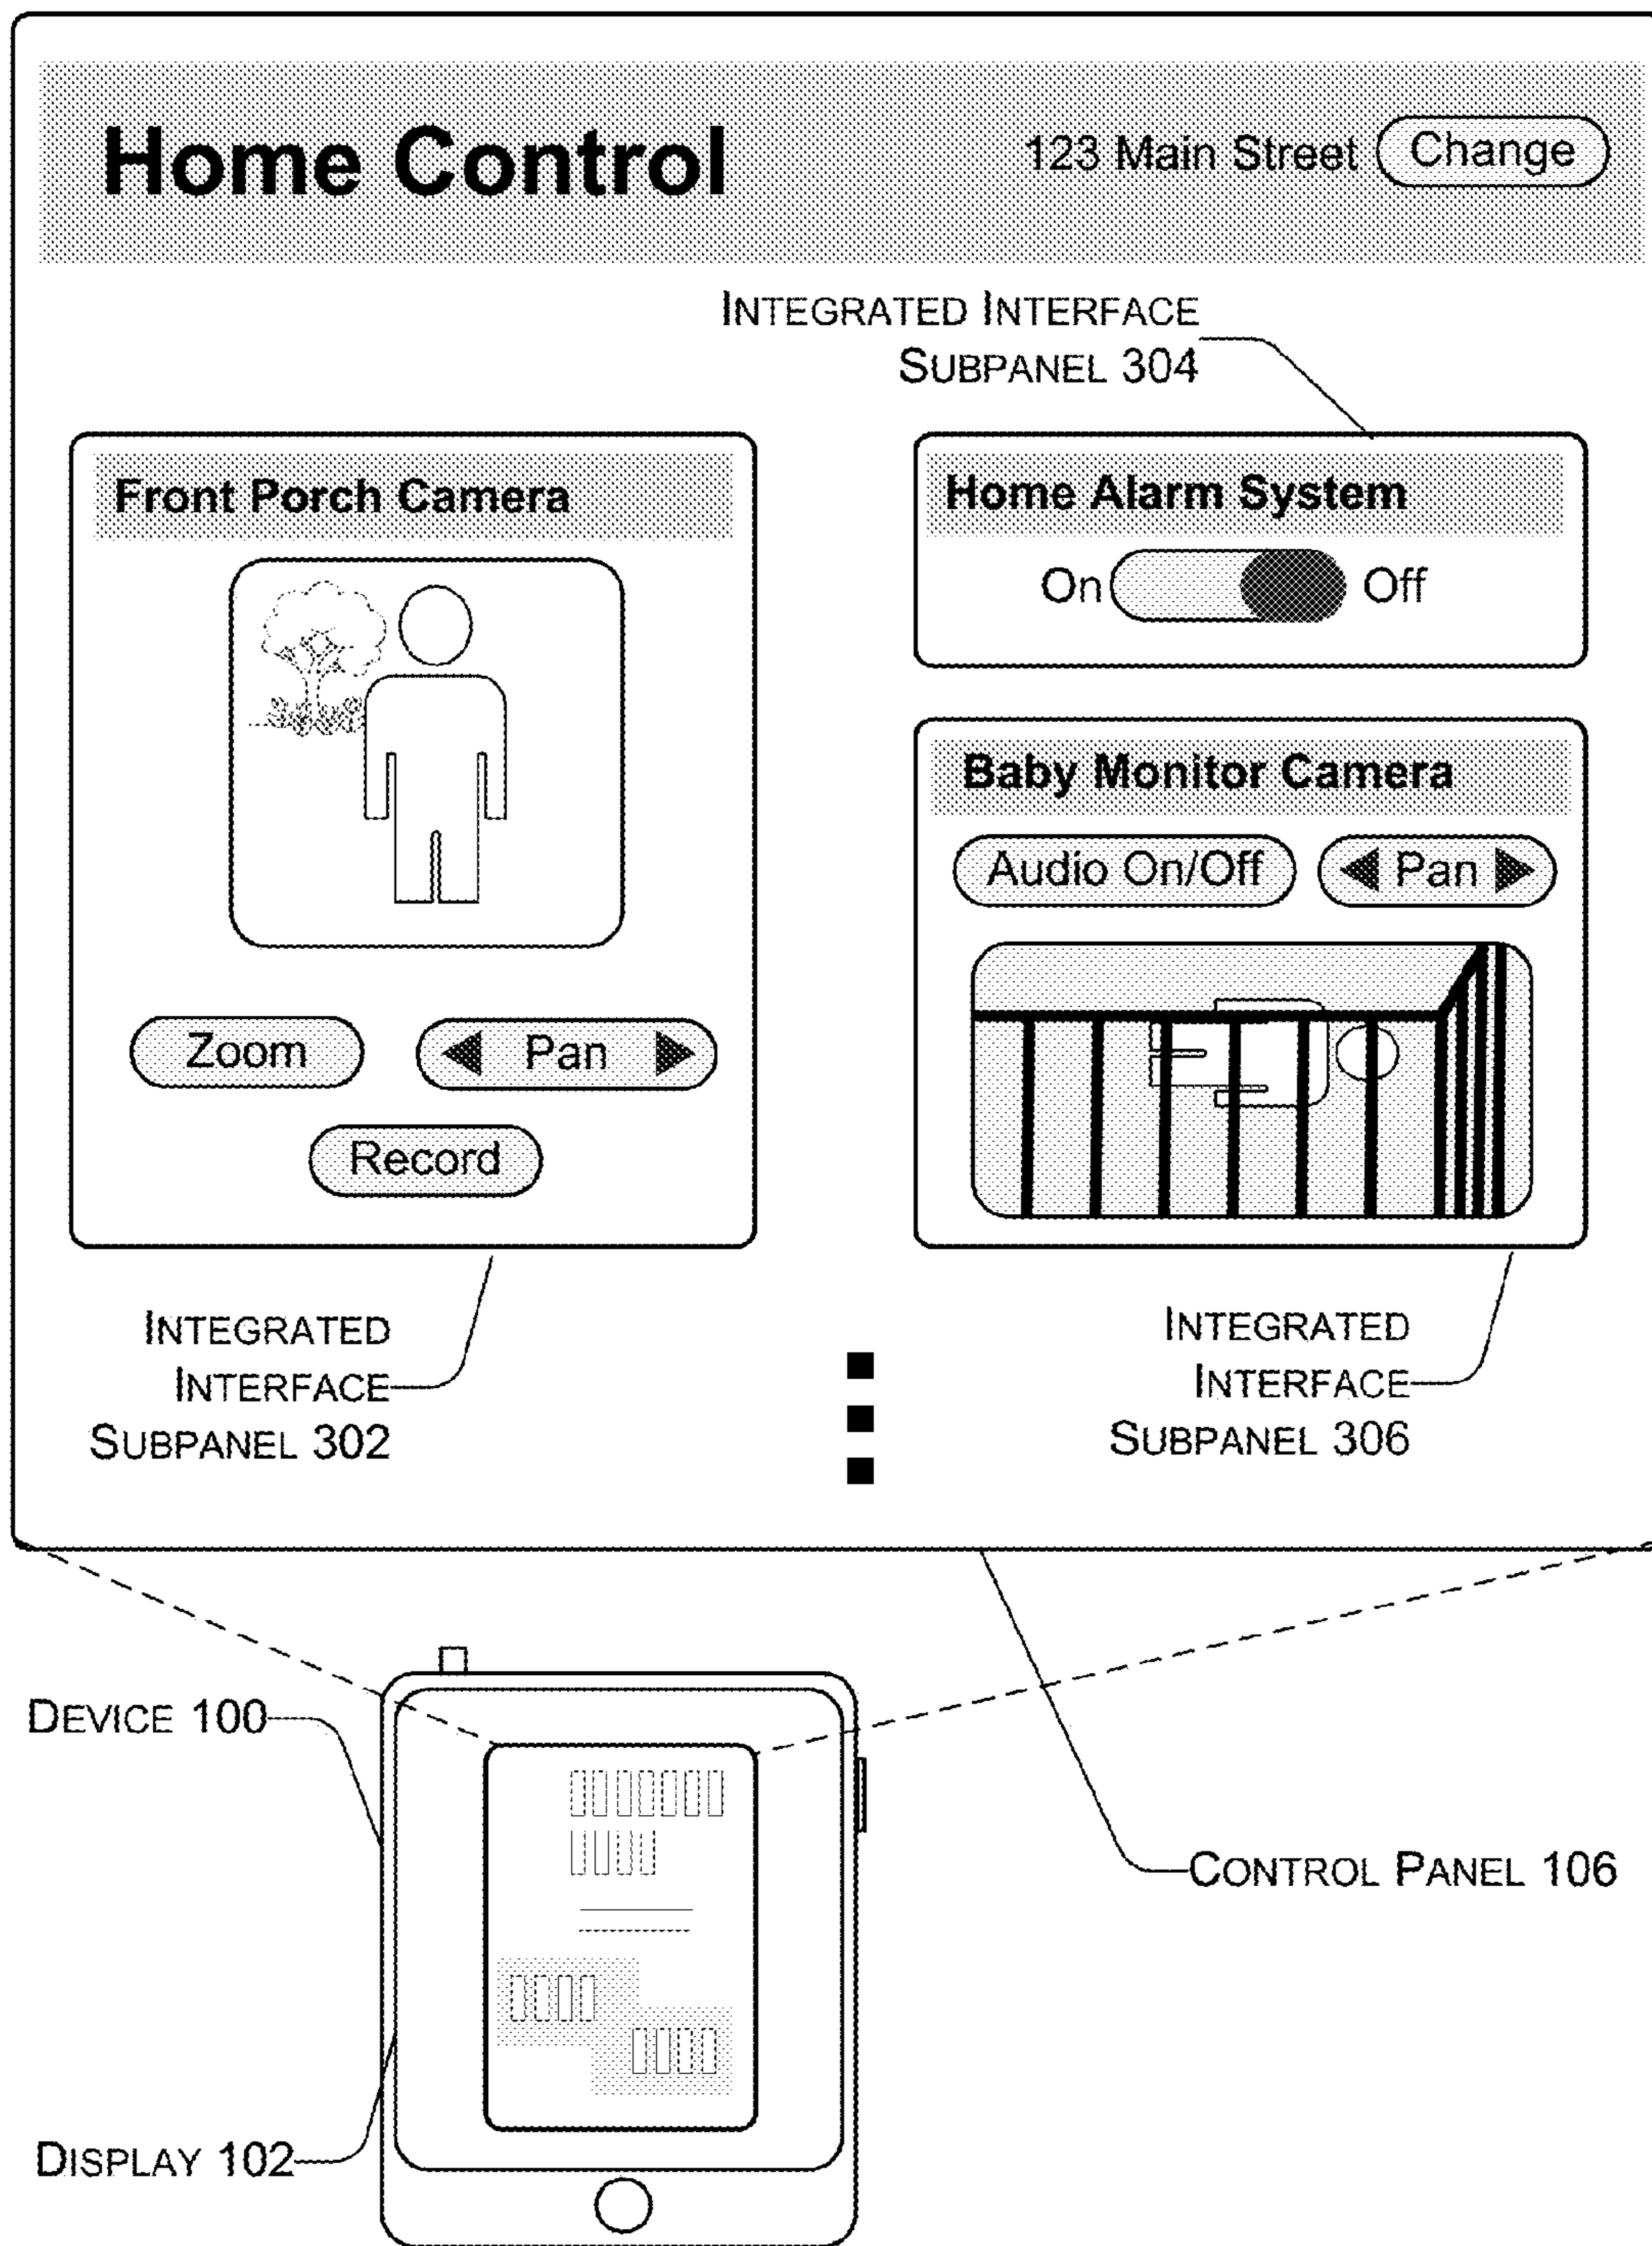 Home Control
123 Main Street Change
INTEGRATED INTERFACE
SUBPANEL 304
Front Porch Camera
Zoom
Pan
Record
INTEGRATED
INTERFACE
SUBPANEL 302
Home Alarm System
On Off
Baby Monitor Camera
Audio On/Off Pan
INTEGRATED
INTERFACE
SUBPANEL 306
DEVICE 100
CONTROL PANEL 106
DISPLAY 102